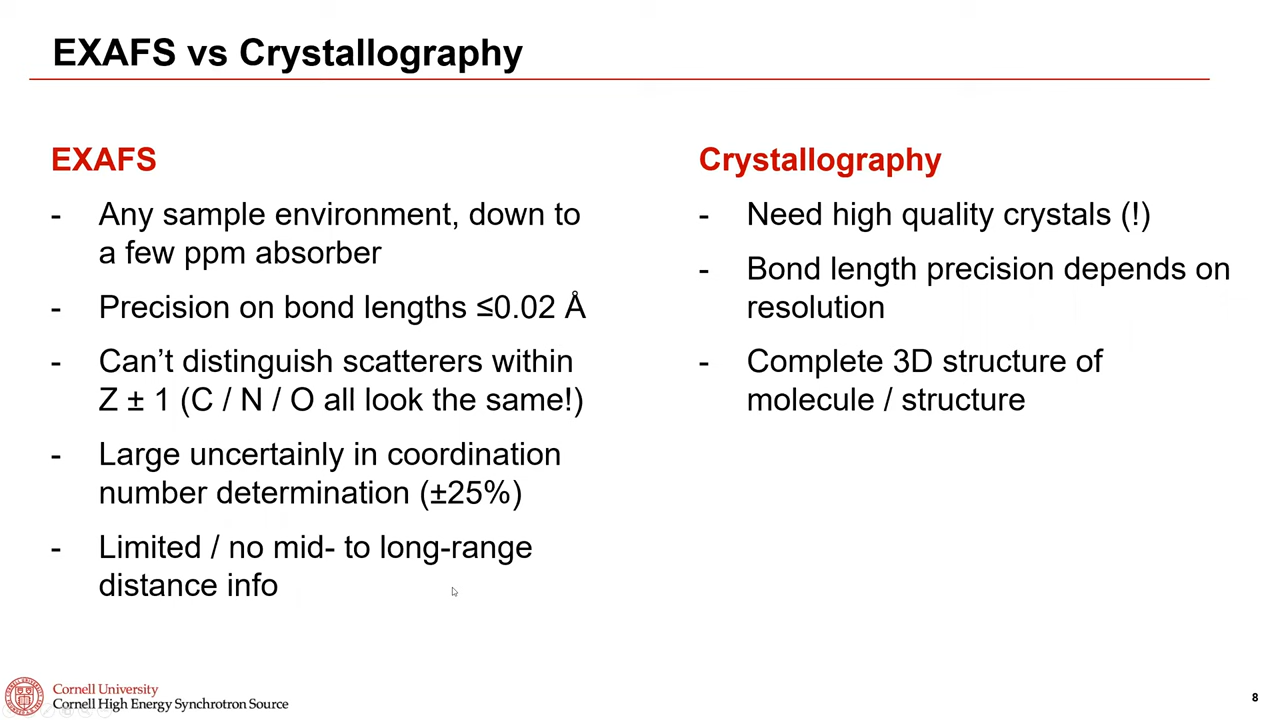 EXAFS vs Crystallography
EXAFS
- Any sample environment, down to
a few ppm absorber
- Precision on bond lengths ≤0.02 Å
- Can’t distinguish scatterers within
Z ± 1 (C / N / O all look the same!)
- Large uncertainly in coordination
number determination (±25%)
- Limited / no mid- to long-range
distance info
Crystallography
- Need high quality crystals (!)
- Bond length precision depends on
resolution
- Complete 3D structure of
molecule / structure
Cornell University
Cornell High Energy Synchrotron Source
8